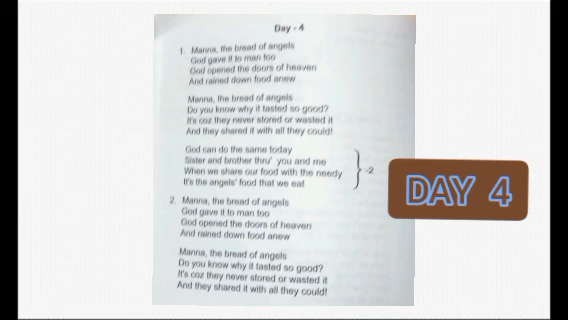 Day - 4
1. Manna, the bread of angels
God gave it to man too
God opened the doors of heaven
And rained down food anew
Manna, the bread of angels
Do you know why it tasted so good?
It's coz they never stored or wasted it
And they shared it with all they could!
God can do the same today
Sister and brother thru' you and me
When we share our food with the needy
It's the angels' food that we eat
-2
DAY 4
2. Manna, the bread of angels
God gave it to man too
God opened the doors of heaven
And rained down food anew
Manna, the bread of angels
Do you know why it tasted so good?
It's coz they never stored or wasted it
And they shared it with all they could!